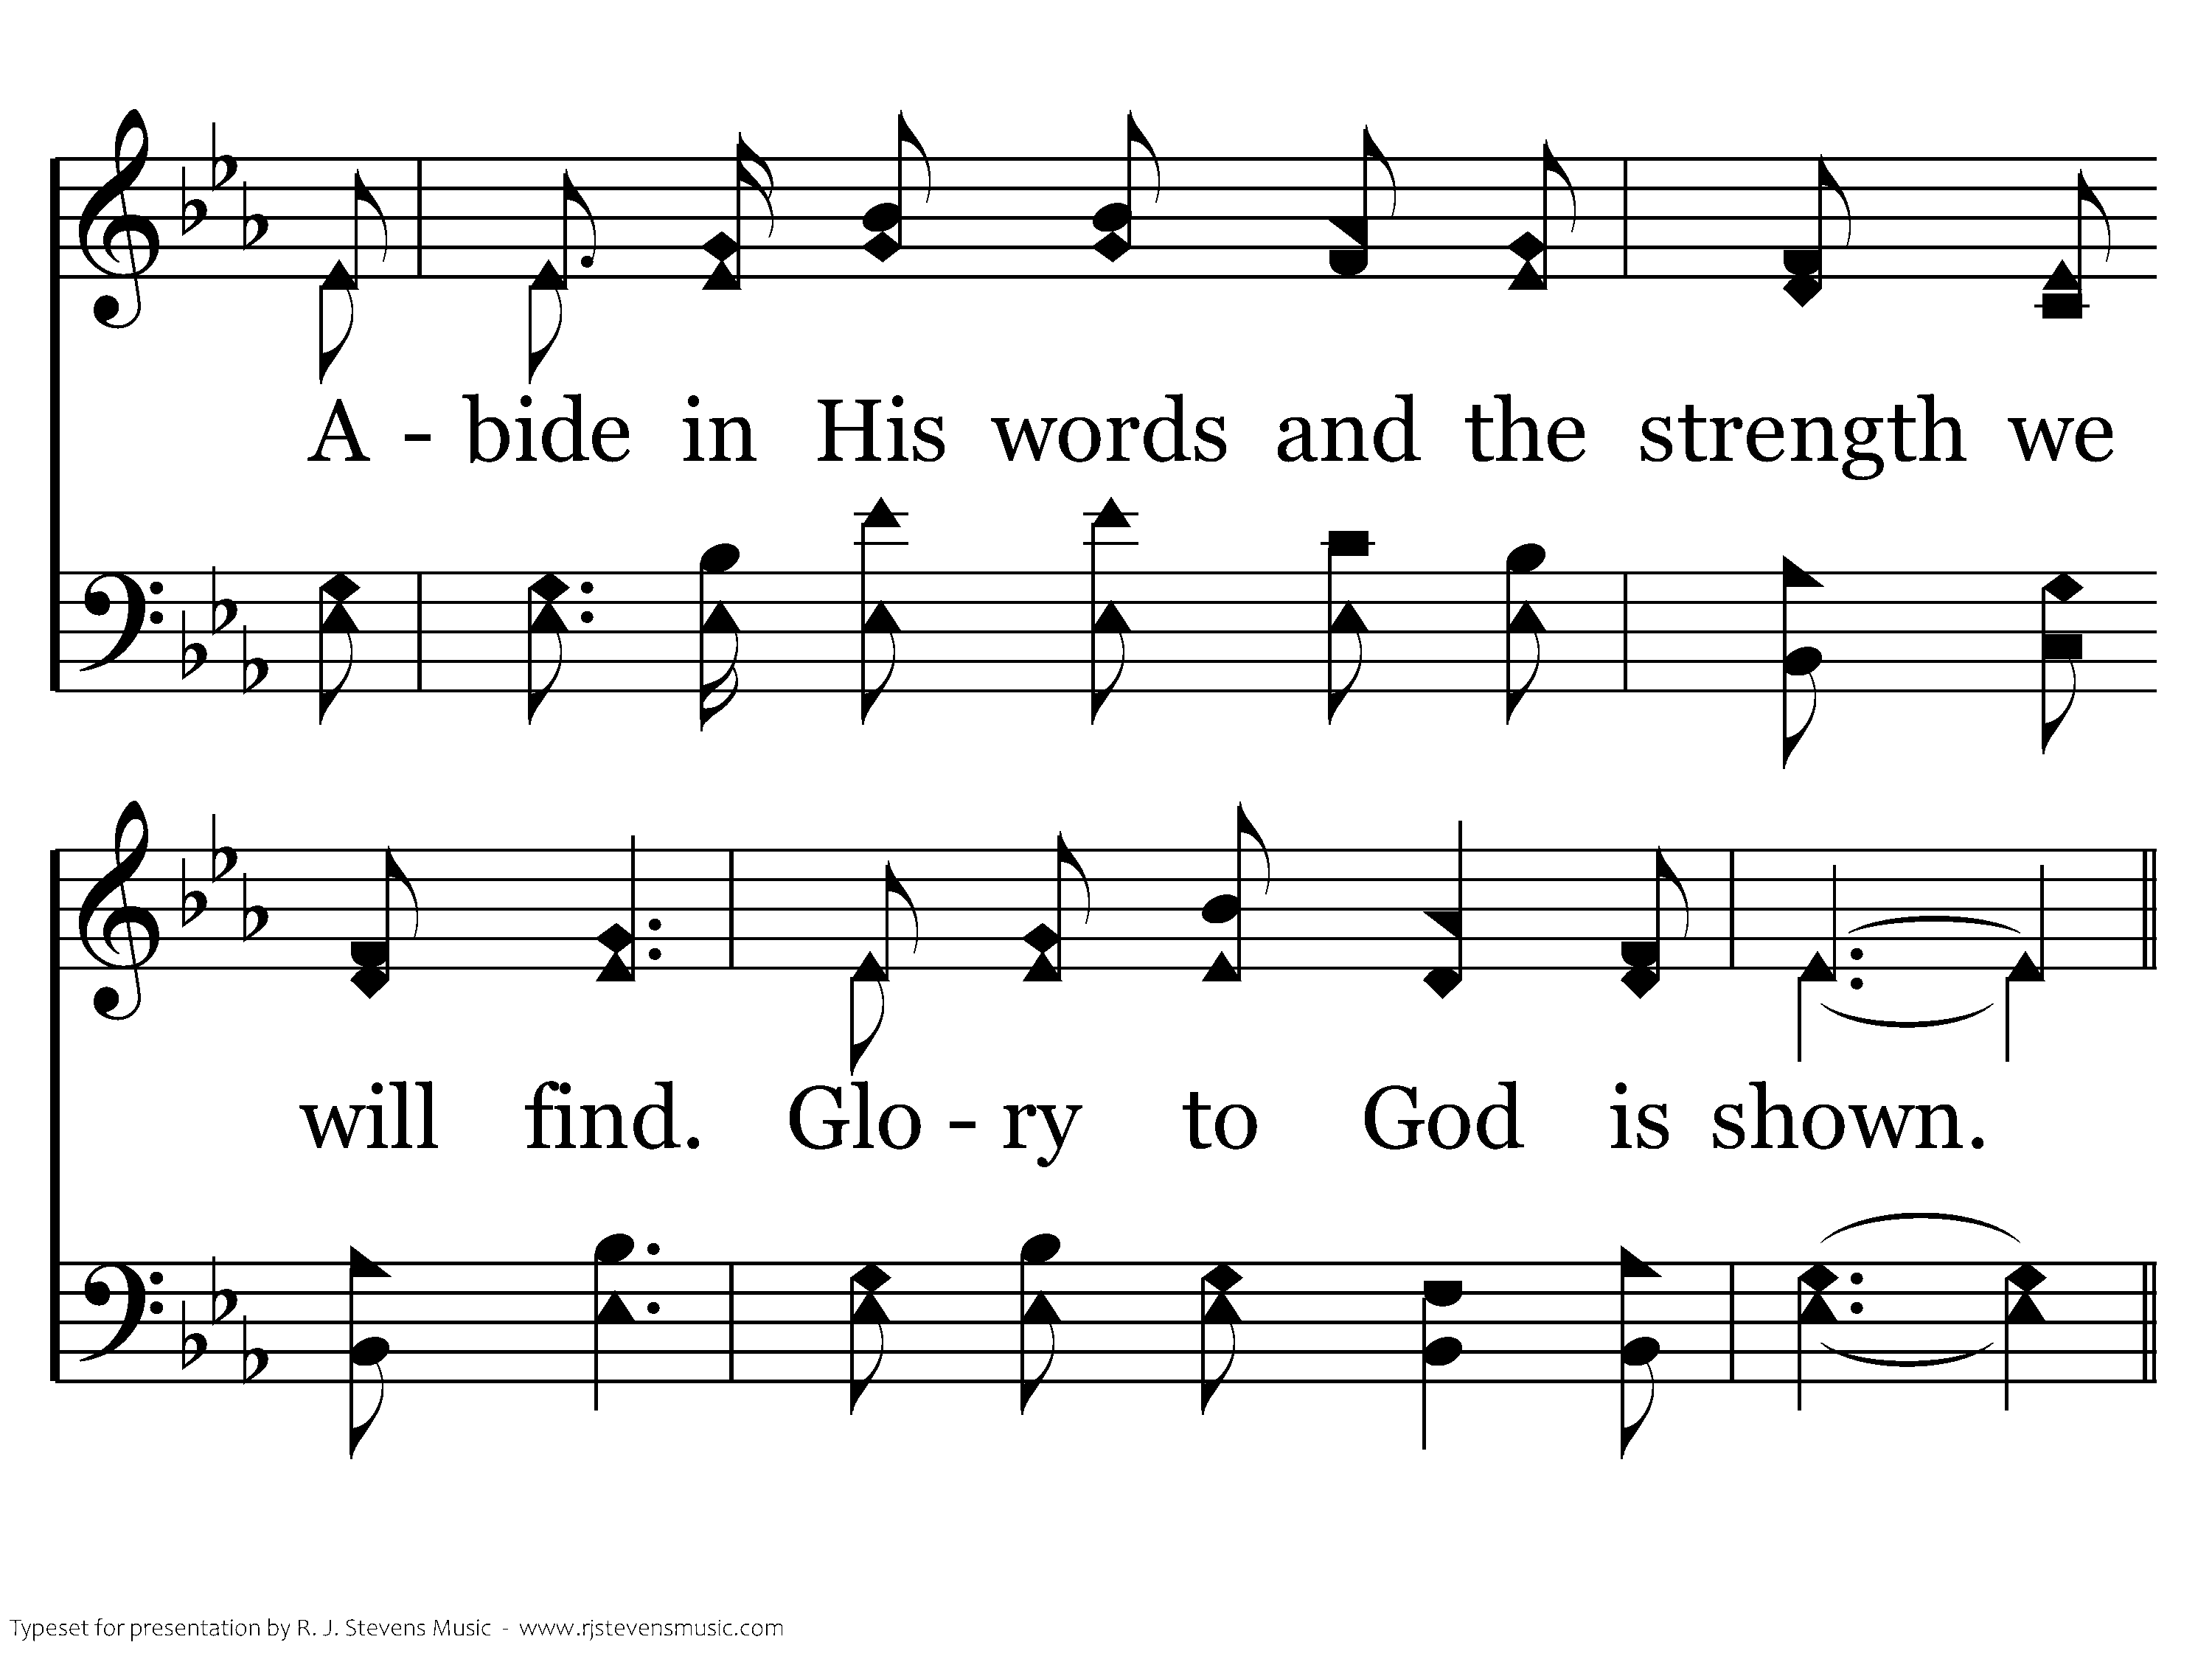 A - bide in His words and the strength we
will find. Glo - ry to God is shown.
Typeset for presentation by R. J. Stevens Music - www.rjstevensmusic.com